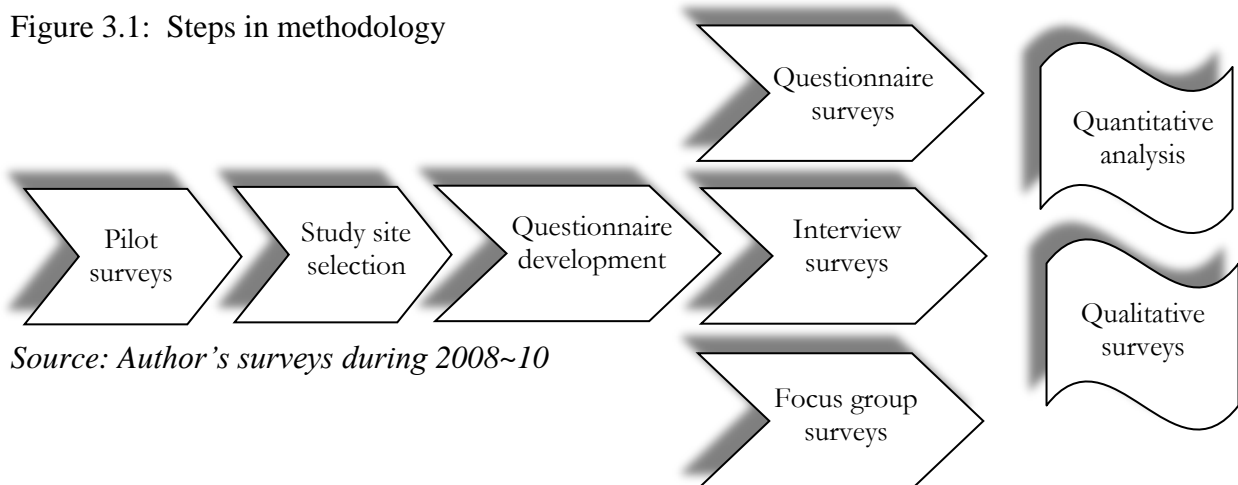 Figure 3.1:  Steps in methodology
Pilot
surveys
Study site
selection
Questionnaire
development
Questionnaire
surveys
Interview
surveys
Focus group
surveys
Quantitative
analysis
Qualitative
surveys
Source: Author's surveys during 2008~10